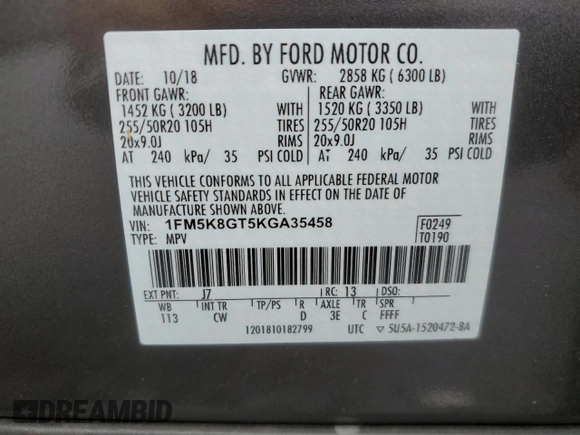 MFD. BY FORD MOTOR CO.
DATE: 10/18 GVWR: 2858 KG ( 6300 LB)
FRONT GAWR: REAR GAWR:
1452 KG ( 3200 LB) WITH 1520 KG ( 3350 LB) WITH
255/50R20 105H TIRES 255/50R20 105H TIRES
20x9.0J RIMS 20x9.0J RIMS
AT 240 kPa/ 35 PSI COLD AT 240 kPa/ 35 PSI COLD
THIS VEHICLE CONFORMS TO ALL APPLICABLE FEDERAL MOTOR
VEHICLE SAFETY STANDARDS IN EFFECT ON THE DATE OF
MANUFACTURE SHOWN ABOVE.
VIN: 1FM5K8GT5KGA35458 F0249
TYPE: MPV T0190
EXT PNT: J7 RC: 13 DSO:
WB INT TR TP/PS R AXLE TR SPR
113 CW D 3E C FFFF
I201810182799 UTC ▽ 5U5A-1520472-BA
DREAMBID